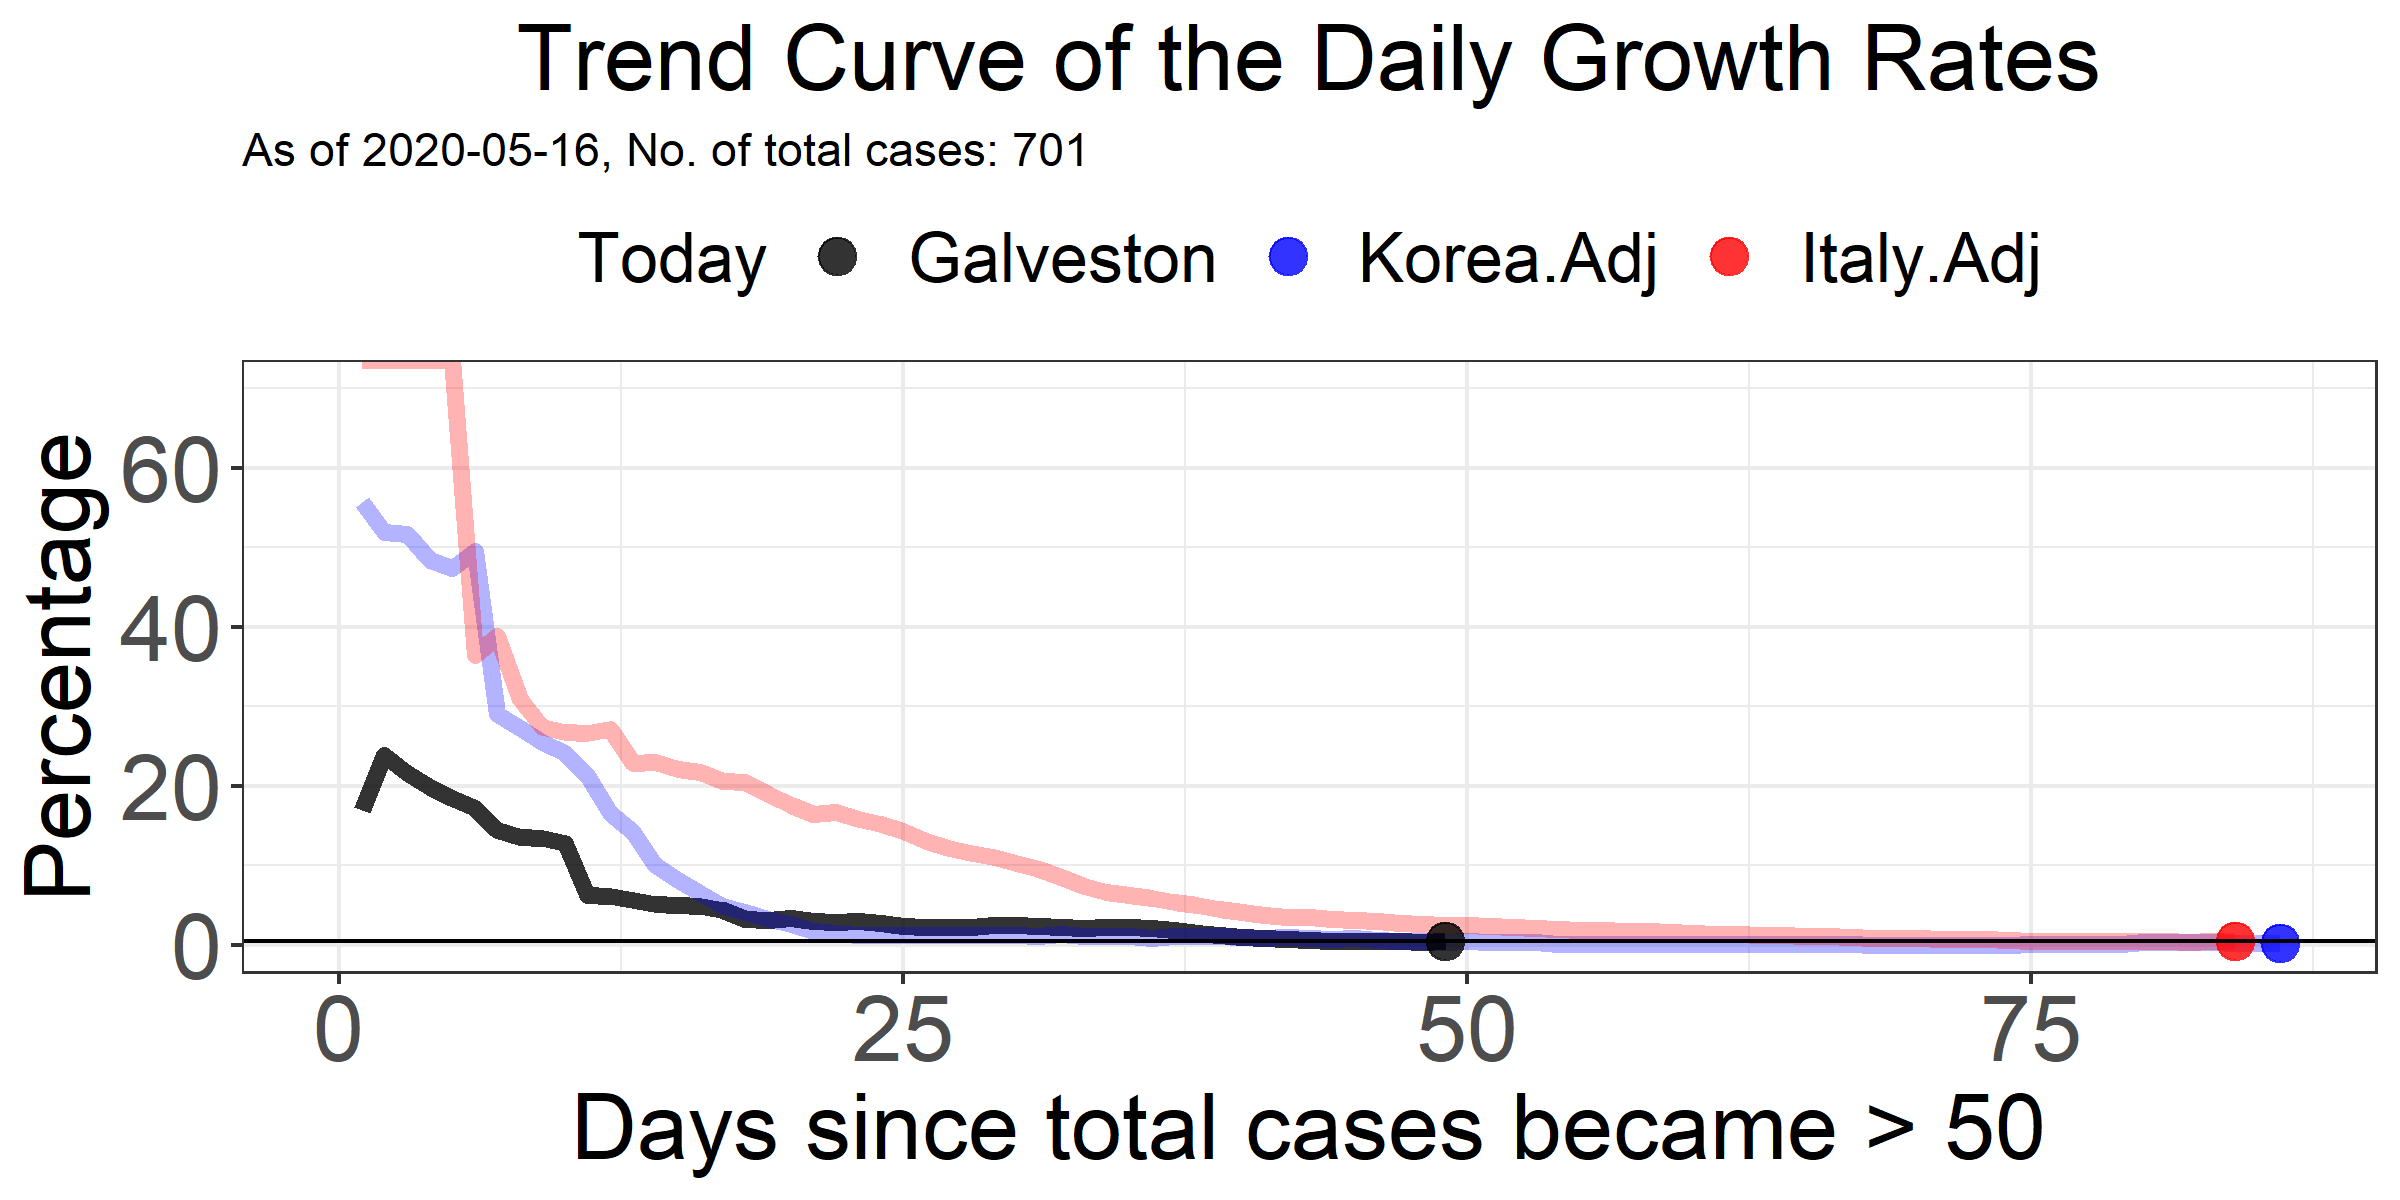 Trend Curve of the Daily Growth Rates
As of 2020-05-16, No. of total cases: 701
Today Galveston Korea.Adj Italy.Adj
Percentage
60
40
20
0
0 25 50 75
Days since total cases became > 50